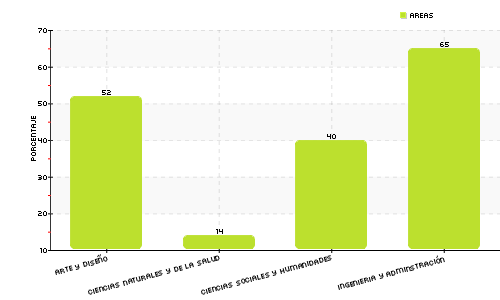 AREAS
PORCENTAJE
70
60
50
40
30
20
10
52
14
40
65
ARTE Y DISEÑO
CIENCIAS NATURALES Y DE LA SALUD
CIENCIAS SOCIALES Y HUMANIDADES
INGENIERIA Y ADMINSTRACIÓN